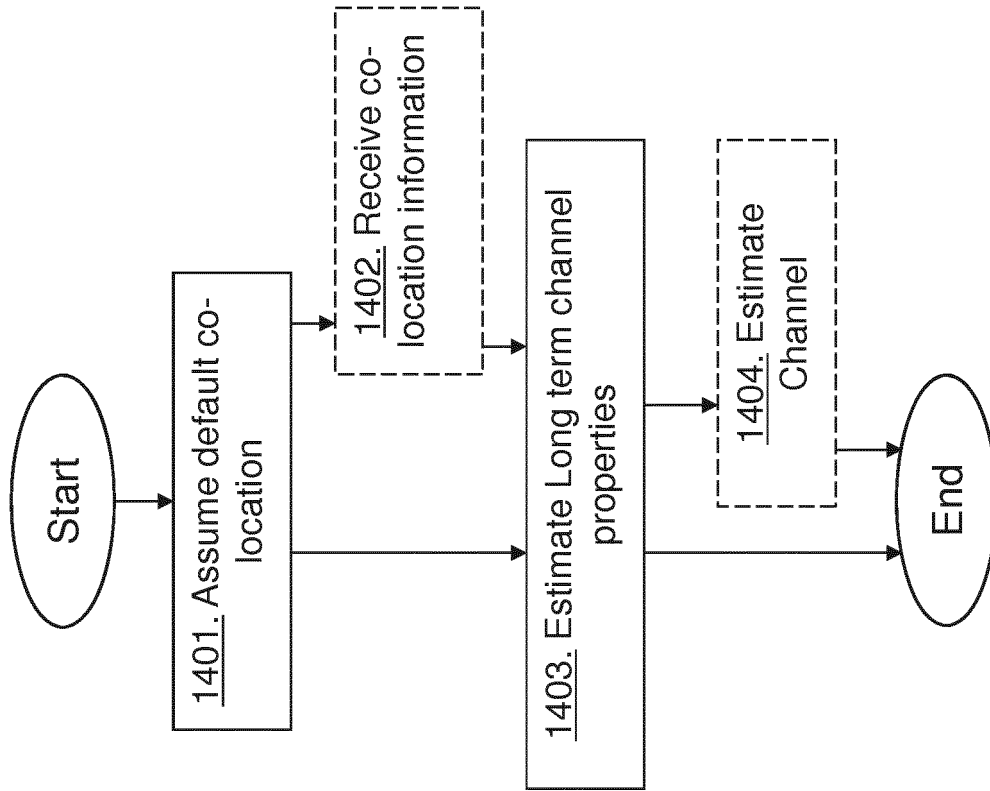 Start
1401. Assume default co-
location
1402. Receive co-
location information
1403. Estimate Long term channel
properties
1404. Estimate
Channel
End